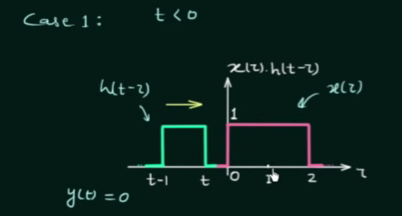 Case 1: t < 0
x(τ).h(t-τ)
h(t-τ)
x(τ)
1
t-1 t 0 1 2 τ
y(t) = 0